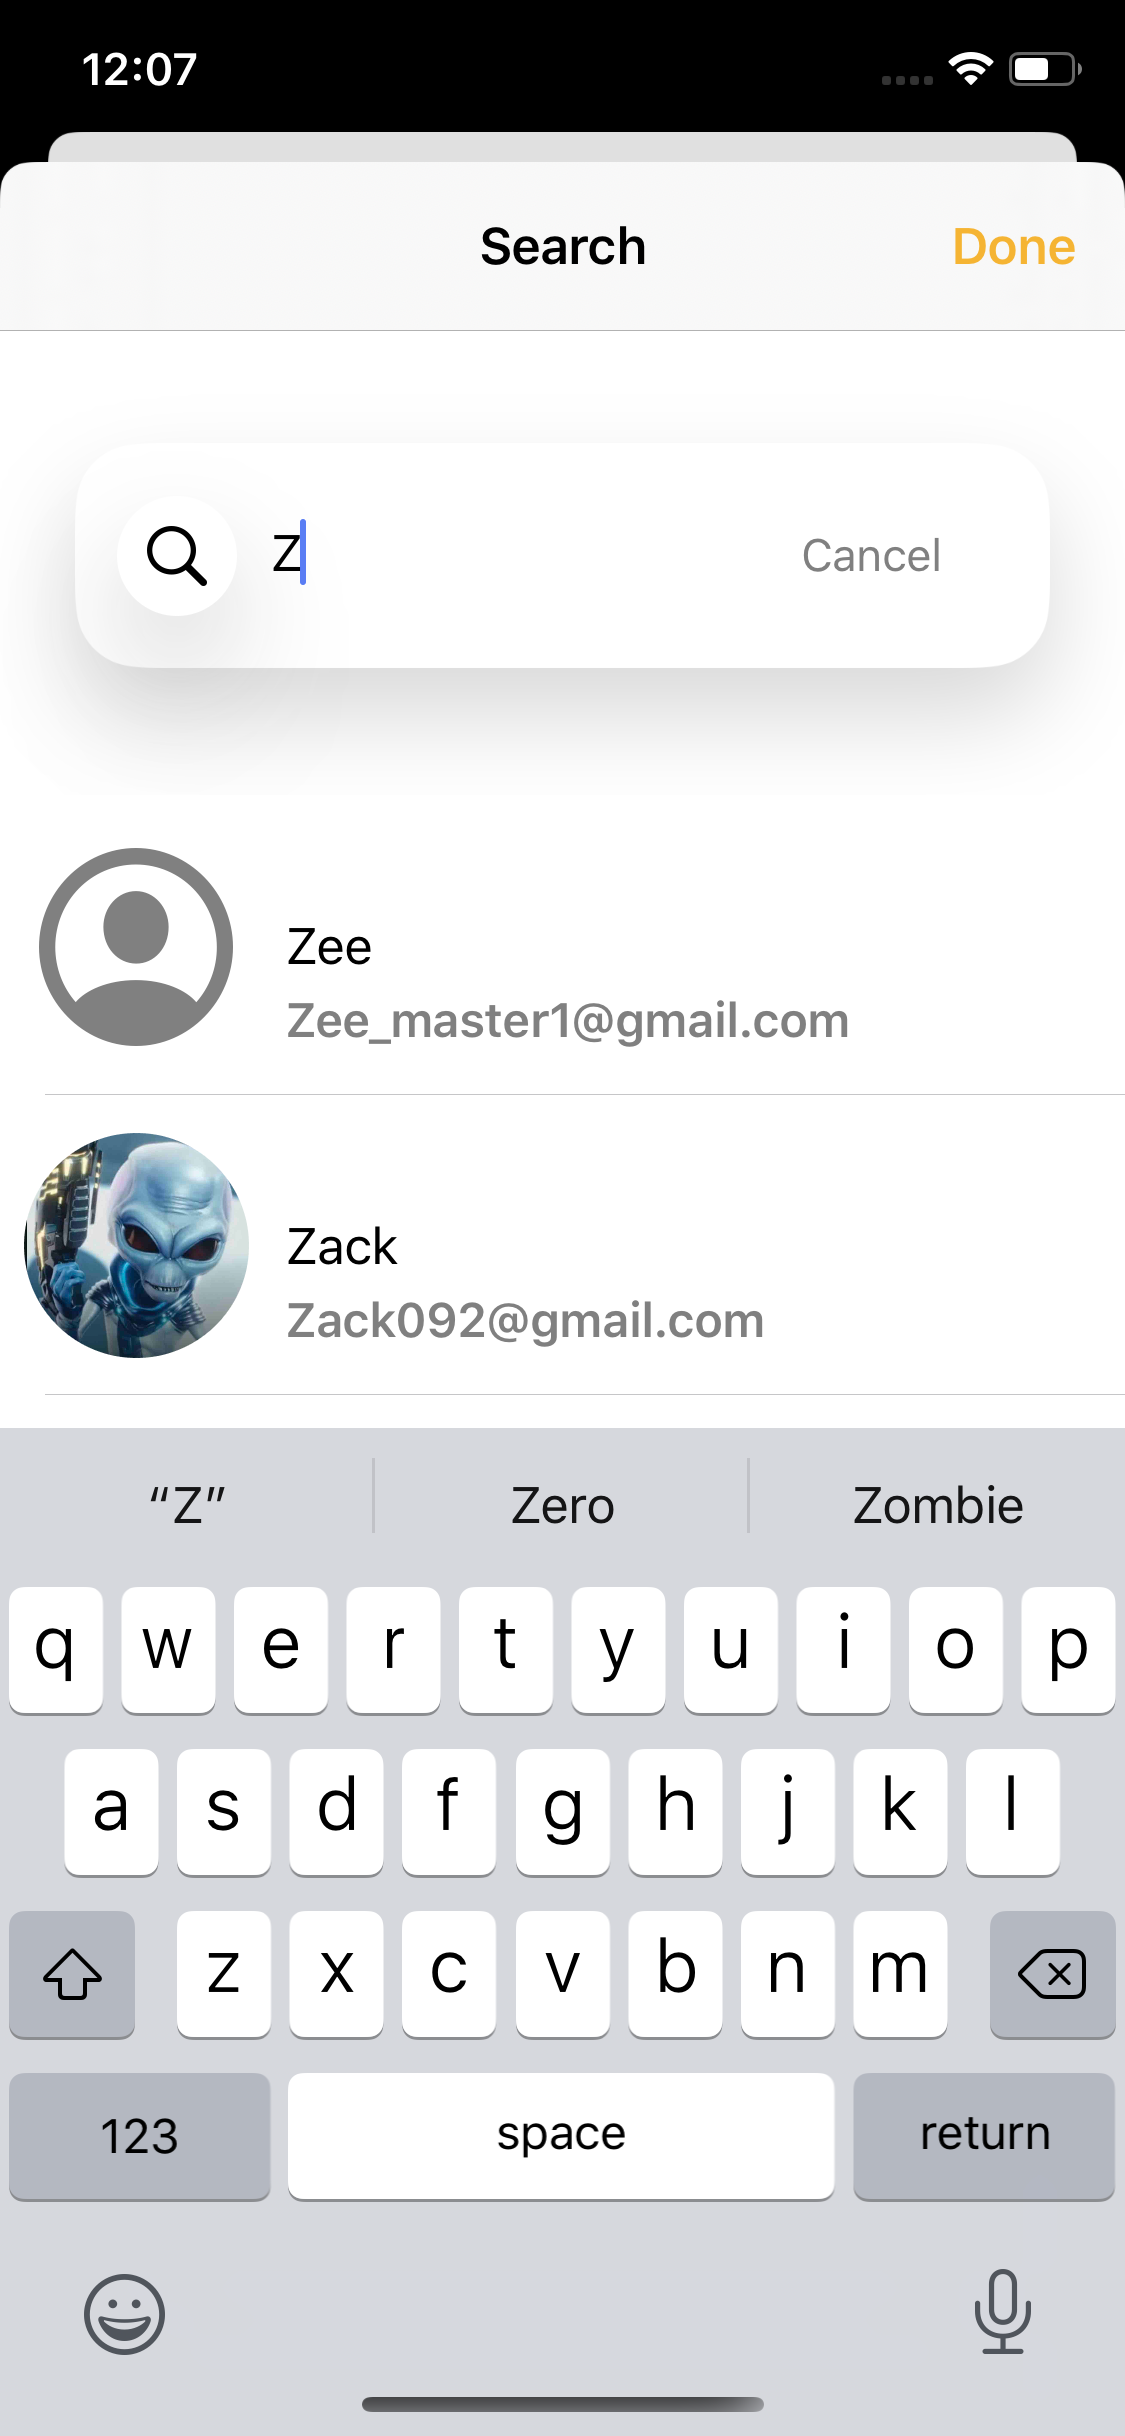 12:07
Search
Done
Z
Cancel
Zee
Zee_master1@gmail.com
Zack
Zack092@gmail.com
“Z”
Zero
Zombie
q w e r t y u i o p
a s d f g h j k l
z x c v b n m
123
space
return